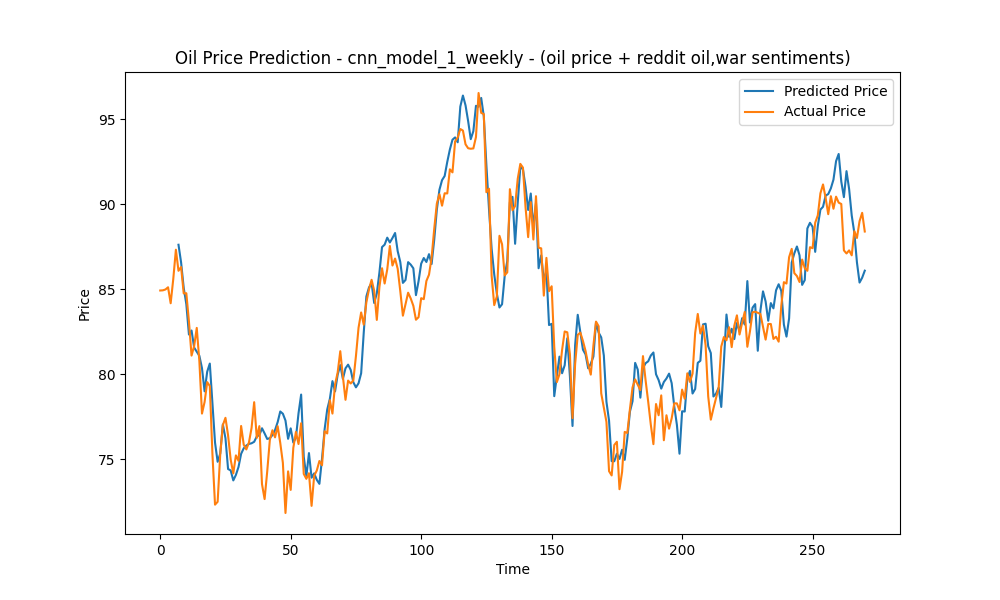 Oil Price Prediction - cnn_model_1_weekly - (oil price + reddit oil,war sentiments)
Predicted Price
Actual Price
95
90
85
80
75
Price
0 50 100 150 200 250
Time